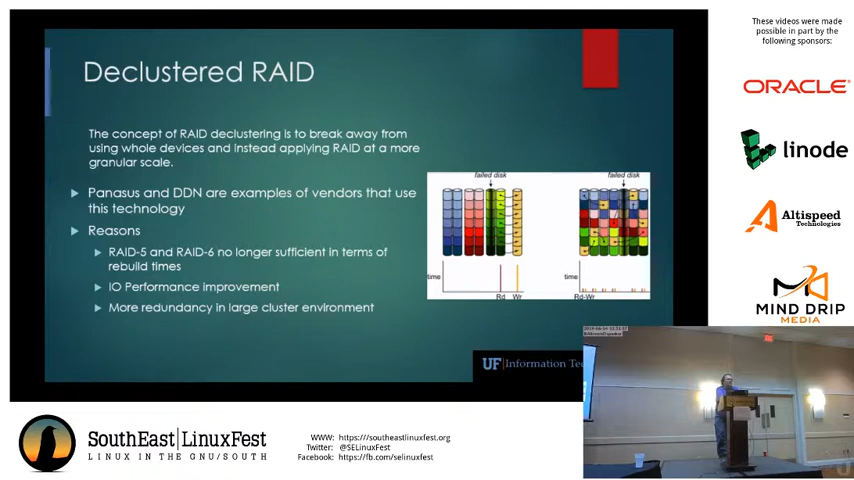 Declustered RAID
The concept of RAID declustering is to break away from
using whole devices and instead applying RAID at a more
granular scale.
Panasus and DDN are examples of vendors that use
this technology
Reasons
RAID-5 and RAID-6 no longer sufficient in terms of
rebuild times
IO Performance improvement
More redundancy in large cluster environment
failed disk
failed disk
time
time
Rd Wr
Rd-Wr
UF Information Tec
These videos were made
possible in part by the
following sponsors:
ORACLE®
linode
Altispeed
Technologies
MIND DRIP
MEDIA
SouthEast LinuxFest
LINUX IN THE GNU/SOUTH
WWW: https://southeastlinuxfest.org
Twitter: @SELinuxFest
Facebook: https://fb.com/selinuxfest